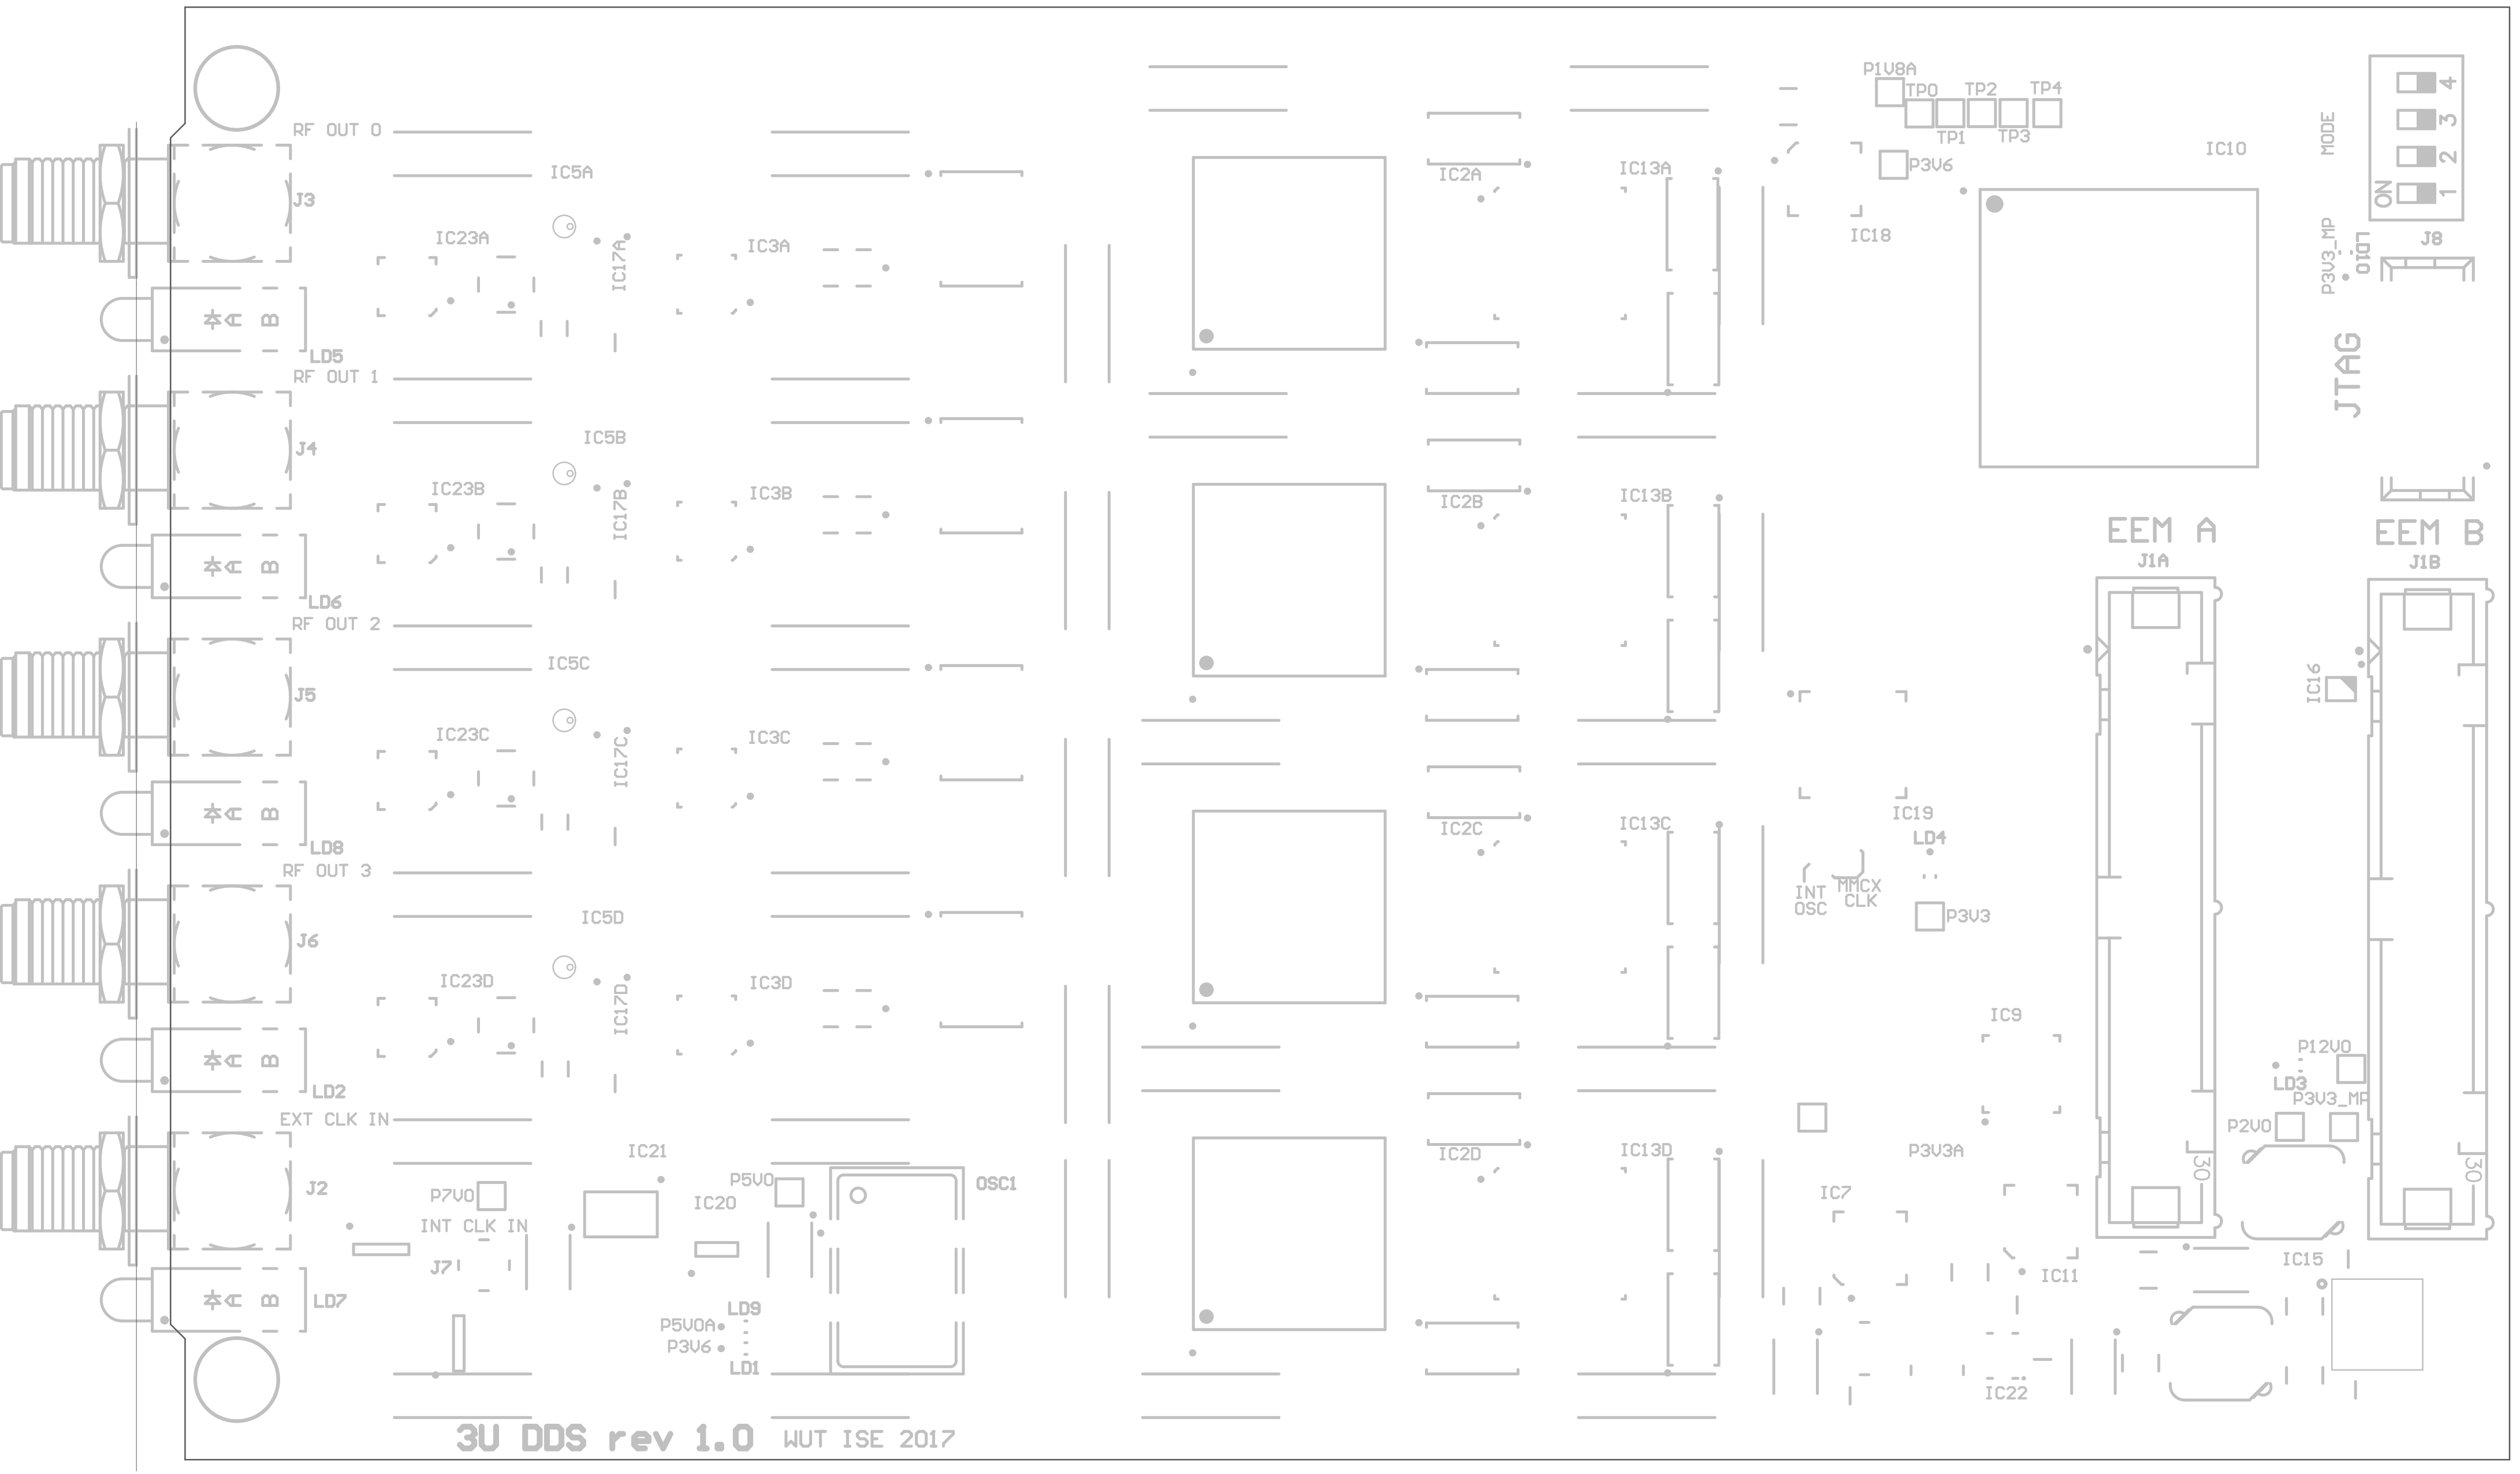 P1V8A
TP0 TP2 TP4
TP1 TP3
P3V6
IC10
MODE
ON
1 2 3 4
J8
RF OUT 0
J3
IC5A
IC23A
IC17A
IC3A
IC2A
IC13A
IC18
P3V3_MP
LD10
A B
LD5
JTAG
RF OUT 1
J4
IC5B
IC23B
IC17B
IC3B
IC2B
IC13B
EEM A
J1A
EEM B
J1B
A B
LD6
RF OUT 2
J5
IC5C
IC23C
IC17C
IC3C
IC2C
IC13C
IC16
IC19
LD4
A B
LD8
INT OSC
MMCX CLK
P3V3
RF OUT 3
J6
IC5D
IC23D
IC17D
IC3D
IC9
P12V0
LD3
P3V3_MP
P2V0
A B
LD2
EXT CLK IN
J2
IC21
P7V0
INT CLK IN
J7
P5V0
IC20
OSC1
IC2D
IC13D
P3V3A
IC7
30
30
IC11
IC15
A B
LD7
LD9
P5V0A
P3V6
LD1
IC22
3U DDS rev 1.0
WUT ISE 2017